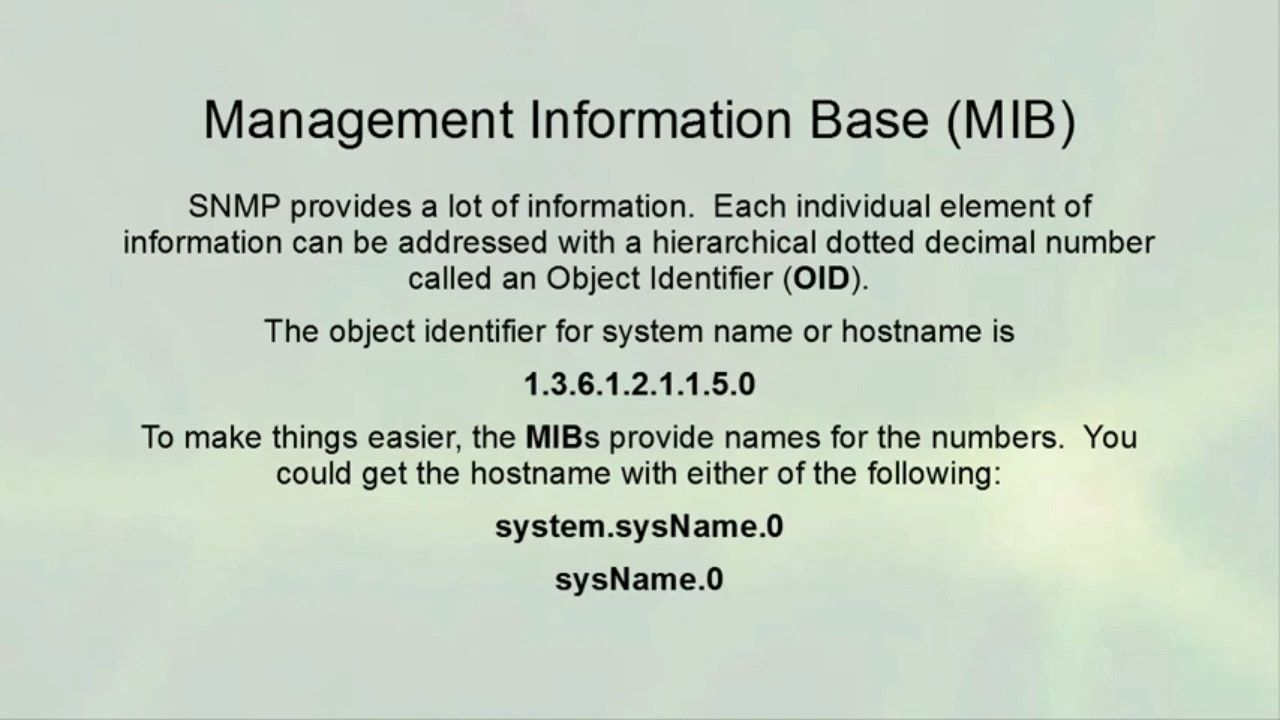 Management Information Base (MIB)
SNMP provides a lot of information.  Each individual element of
information can be addressed with a hierarchical dotted decimal number
called an Object Identifier (OID).
The object identifier for system name or hostname is
1.3.6.1.2.1.1.5.0
To make things easier, the MIBs provide names for the numbers.  You
could get the hostname with either of the following:
system.sysName.0
sysName.0